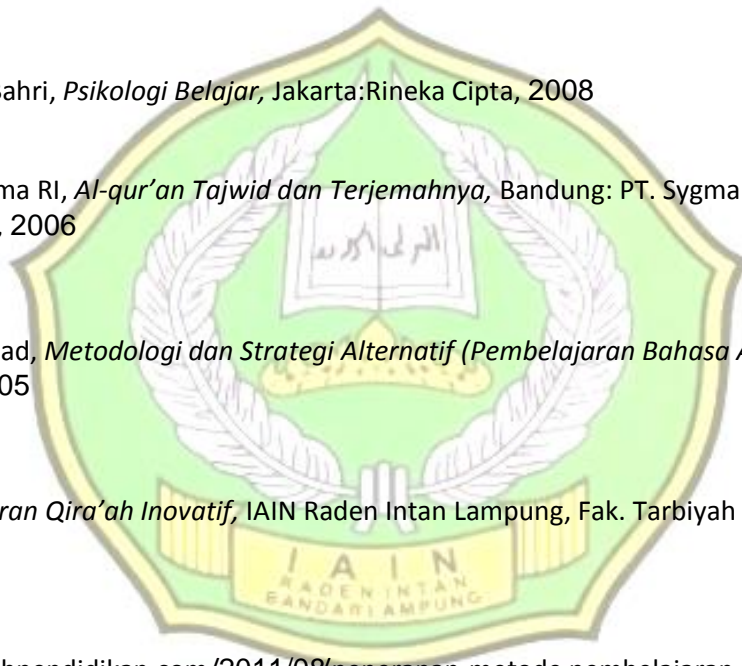 ahri, Psikologi Belajar, Jakarta:Rineka Cipta, 2008
ma RI, Al-qur’an Tajwid dan Terjemahnya, Bandung: PT. Sygma
, 2006
ad, Metodologi dan Strategi Alternatif (Pembelajaran Bahasa A
05
ran Qira’ah Inovatif, IAIN Raden Intan Lampung, Fak. Tarbiyah
I A I N
RADEN INTAN
BANDAR LAMPUNG